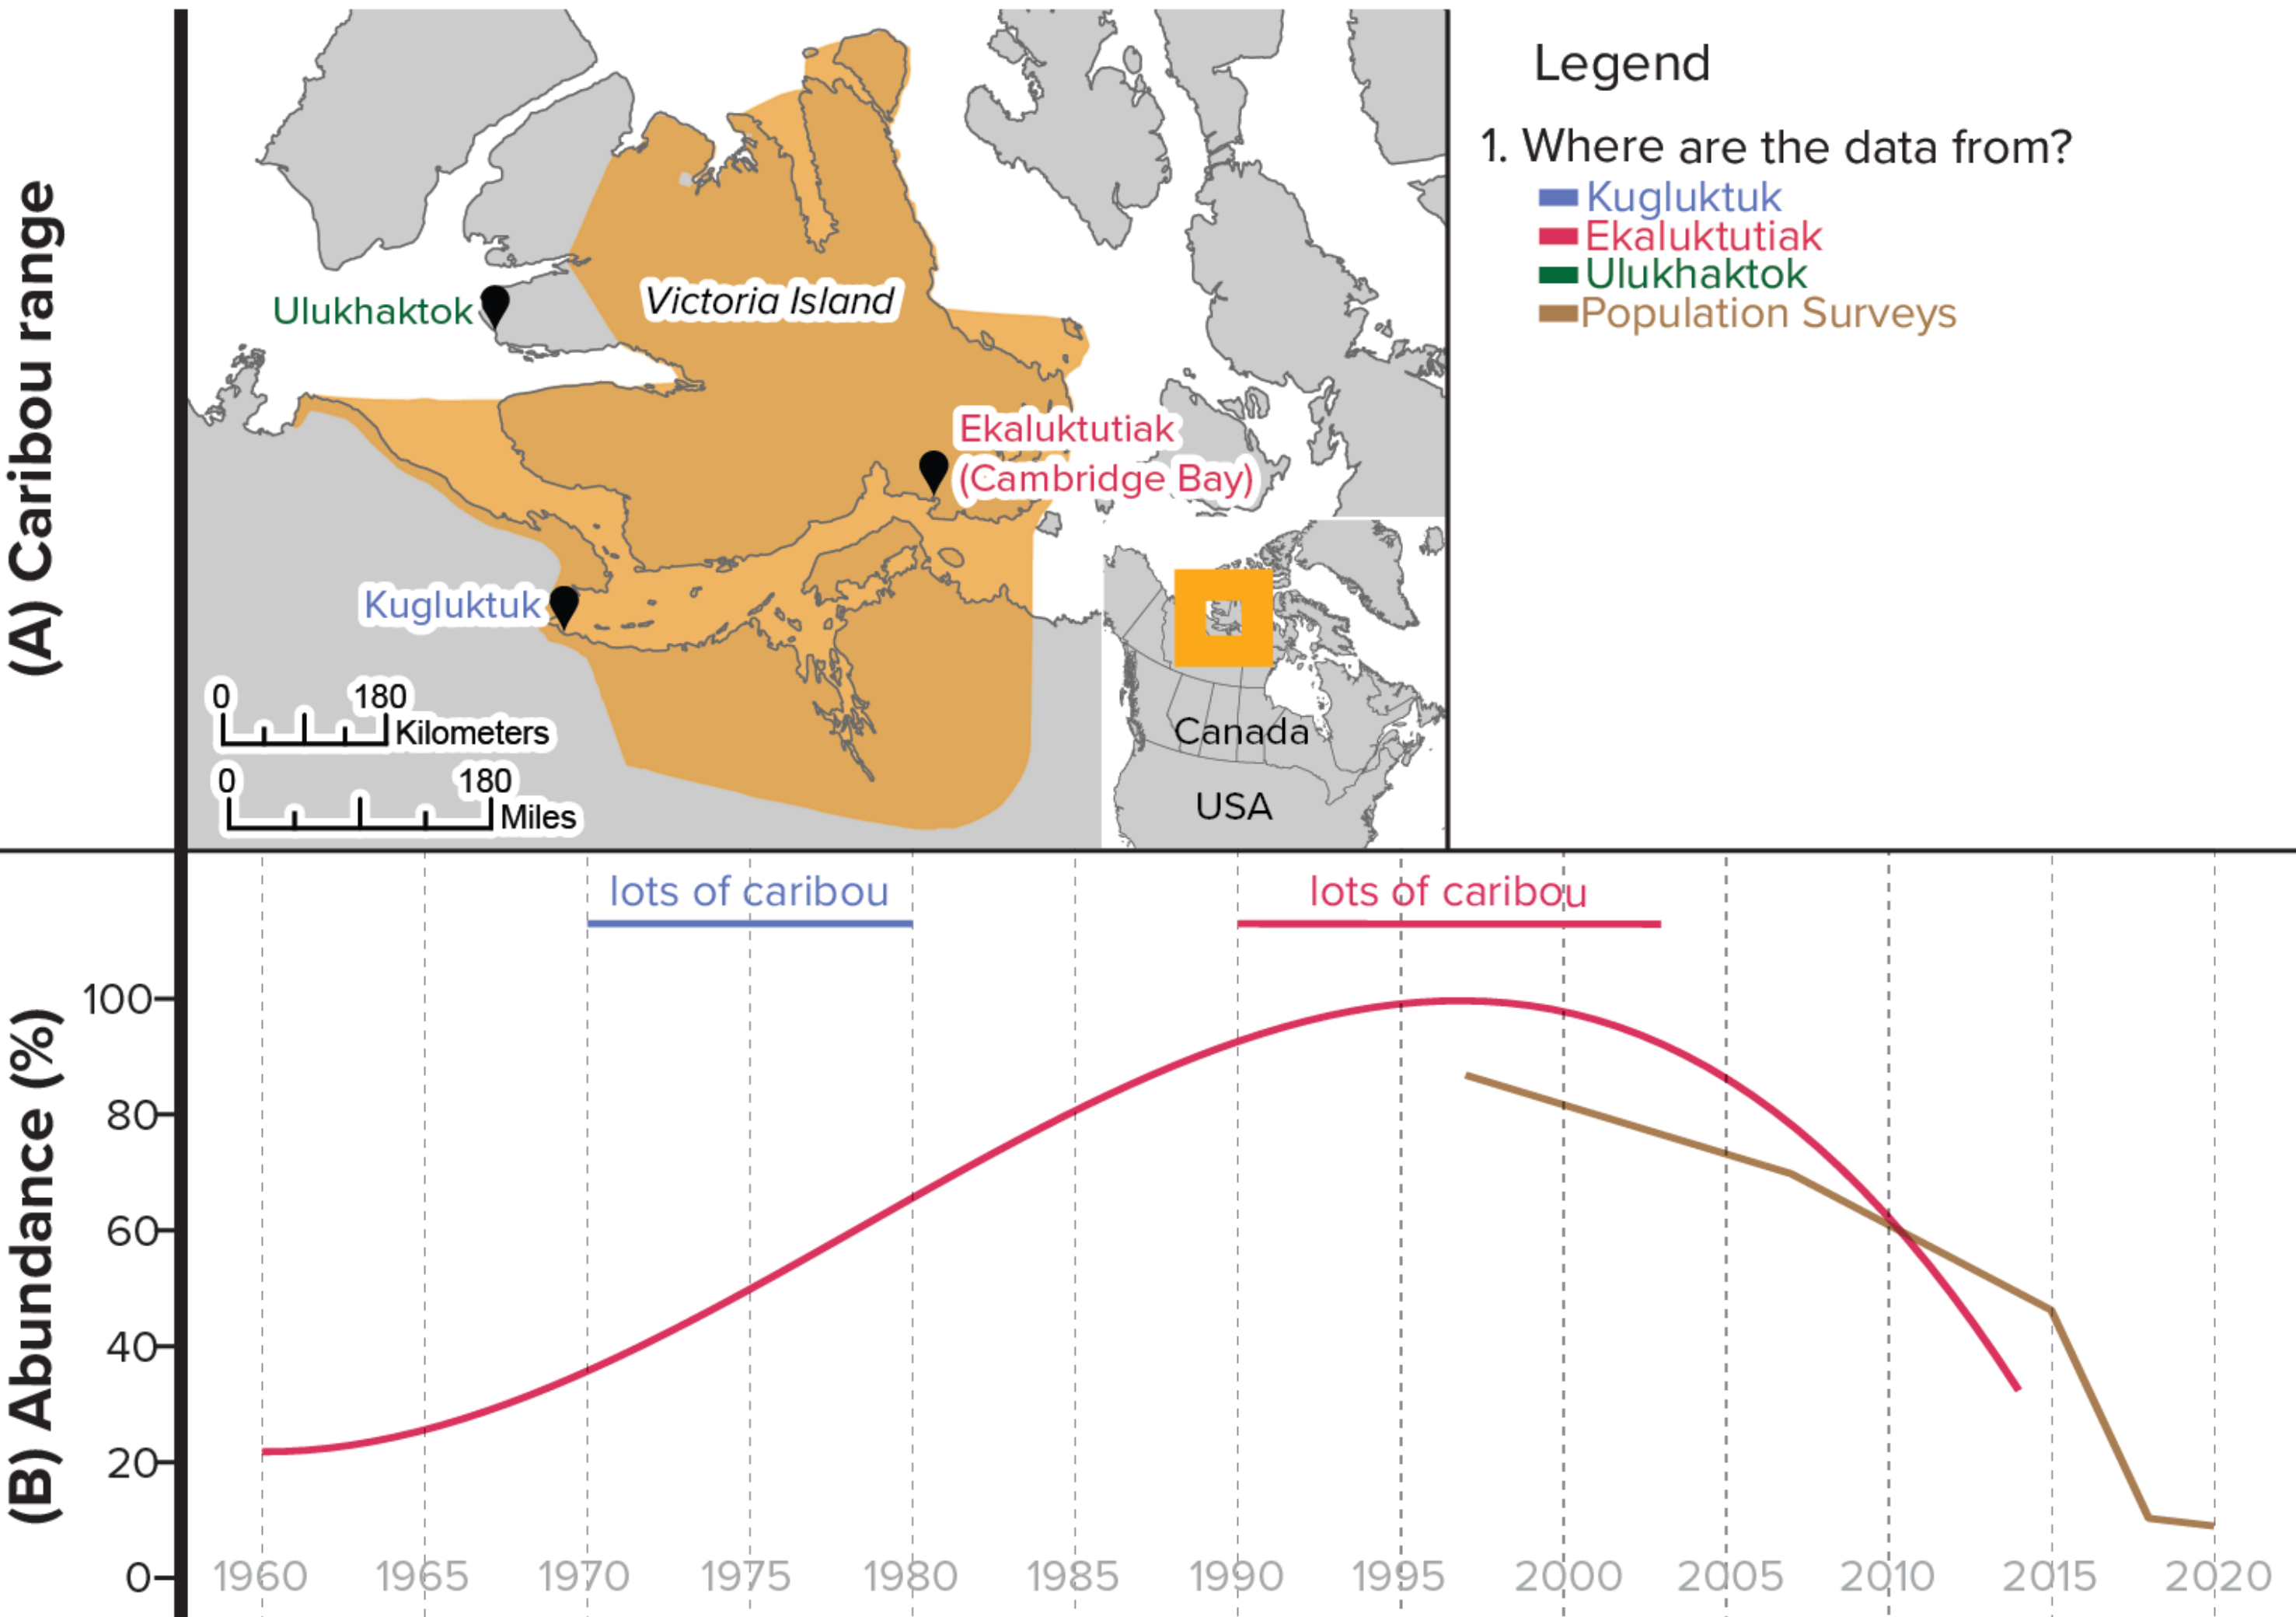 (A) Caribou range
Ulukhaktok
Victoria Island
Ekaluktutiak
(Cambridge Bay)
Kugluktuk
0 180
Kilometers
0 180
Miles
Canada
USA
Legend
1. Where are the data from?
Kugluktuk
Ekaluktutiak
Ulukhaktok
Population Surveys
(B) Abundance (%)
lots of caribou
lots of caribou
100
80
60
40
20
0
1960 1965 1970 1975 1980 1985 1990 1995 2000 2005 2010 2015 2020